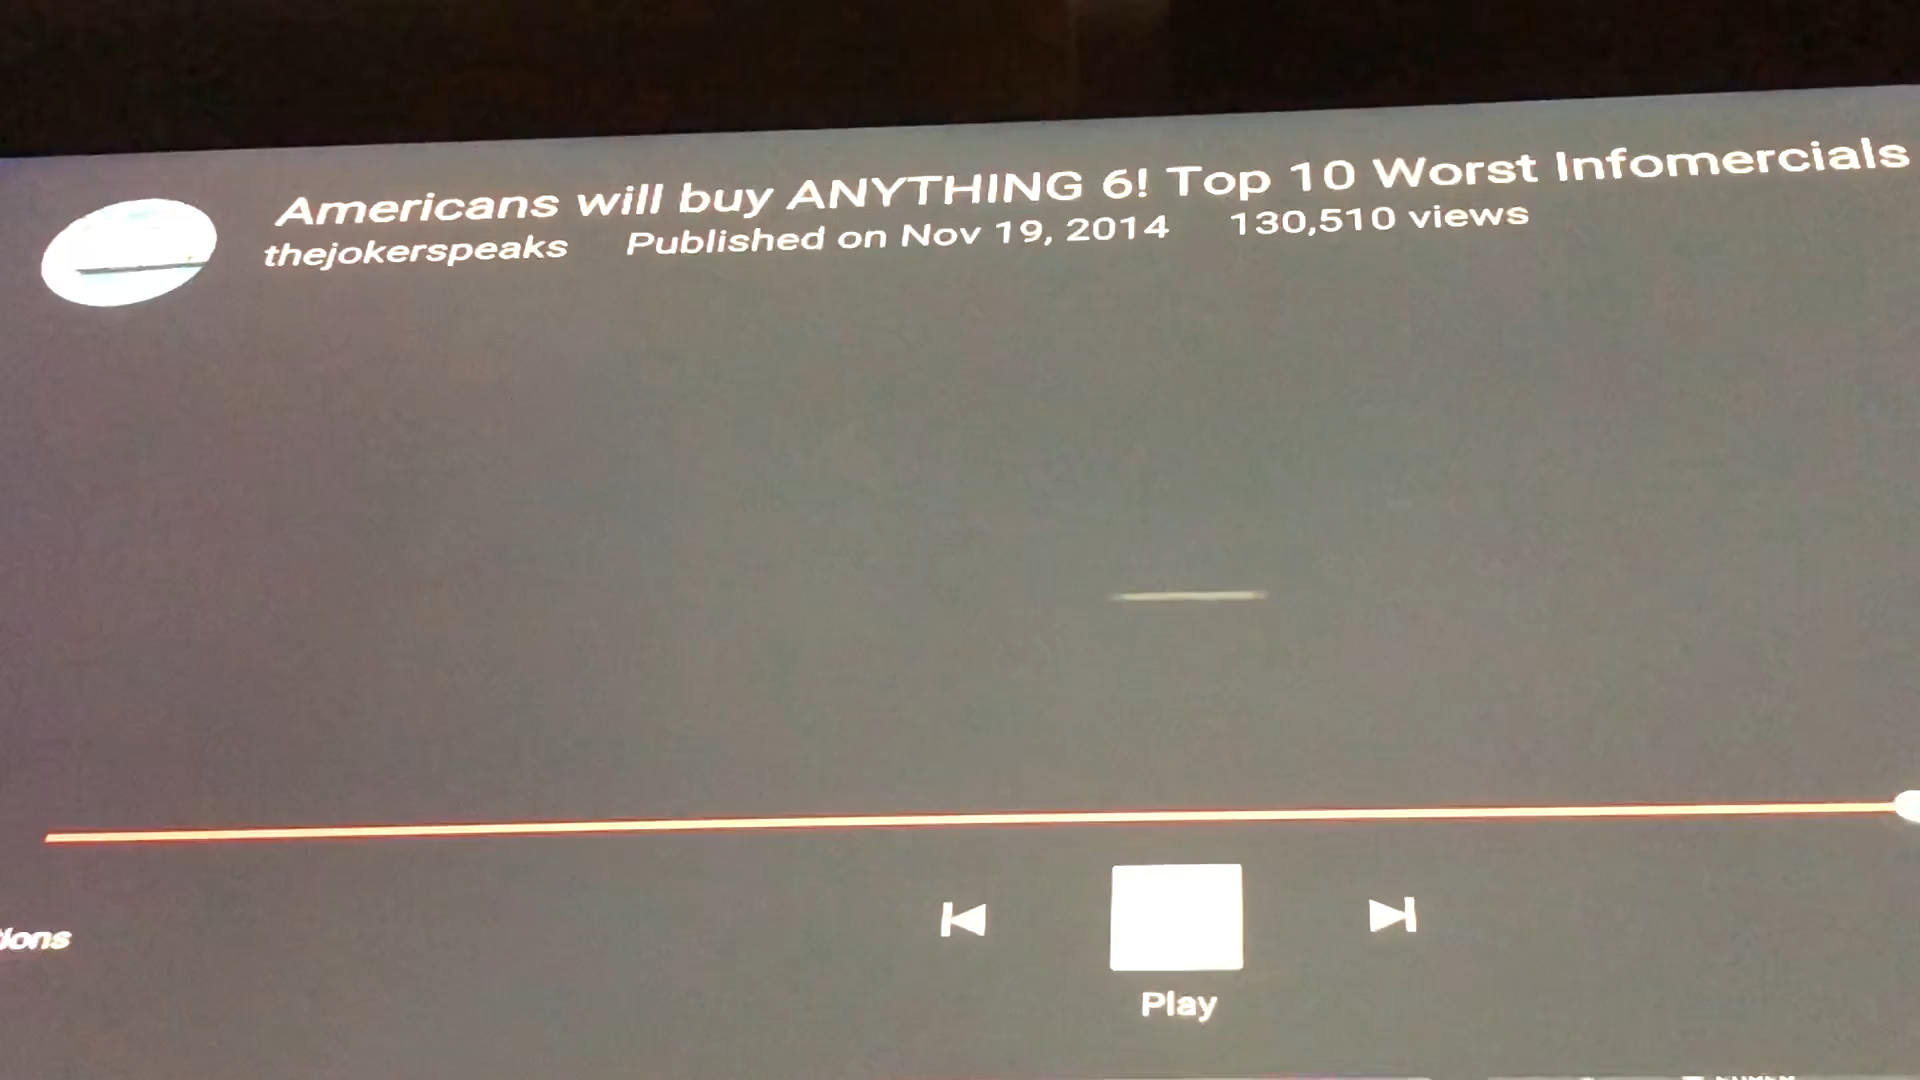 Americans will buy ANYTHING 6! Top 10 Worst Infomercials
thejokerspeaks Published on Nov 19, 2014 130,510 views
Play